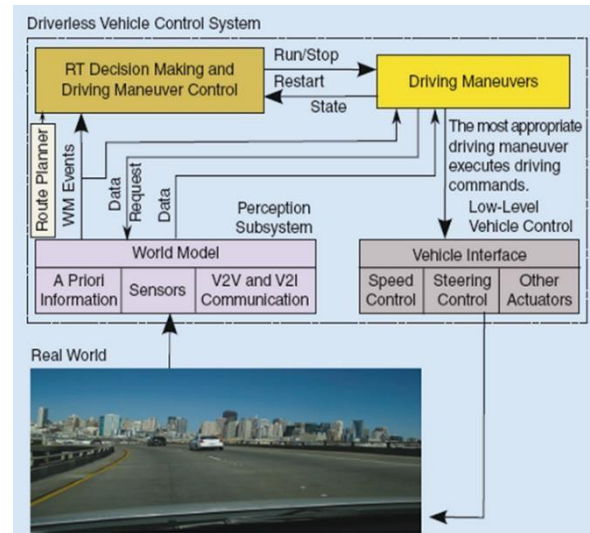 Driverless Vehicle Control System
RT Decision Making and
Driving Maneuver Control
Run/Stop
Restart
State
Driving Maneuvers
Route Planner
WM Events
Data
Request
Data
The most appropriate
driving maneuver
executes driving
commands.
Perception
Subsystem
Low-Level
Vehicle Control
World Model
A Priori
Information
Sensors
V2V and V2I
Communication
Vehicle Interface
Speed
Control
Steering
Control
Other
Actuators
Real World